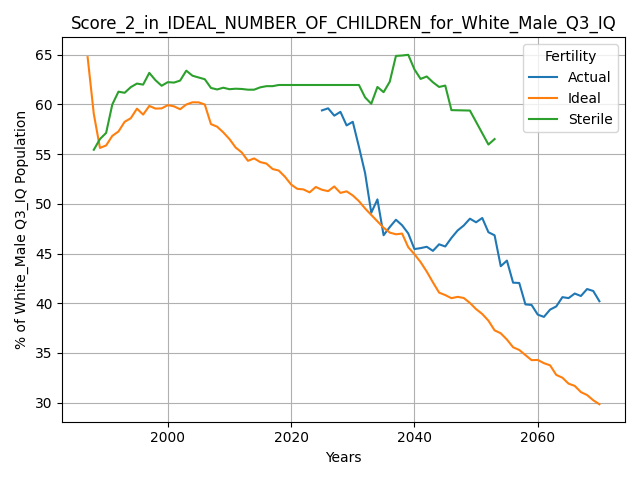 Score_2_in_IDEAL_NUMBER_OF_CHILDREN_for_White_Male_Q3_IQ
% of White_Male Q3_IQ Population
65
60
55
50
45
40
35
30
Fertility
Actual
Ideal
Sterile
2000
2020
2040
2060
Years